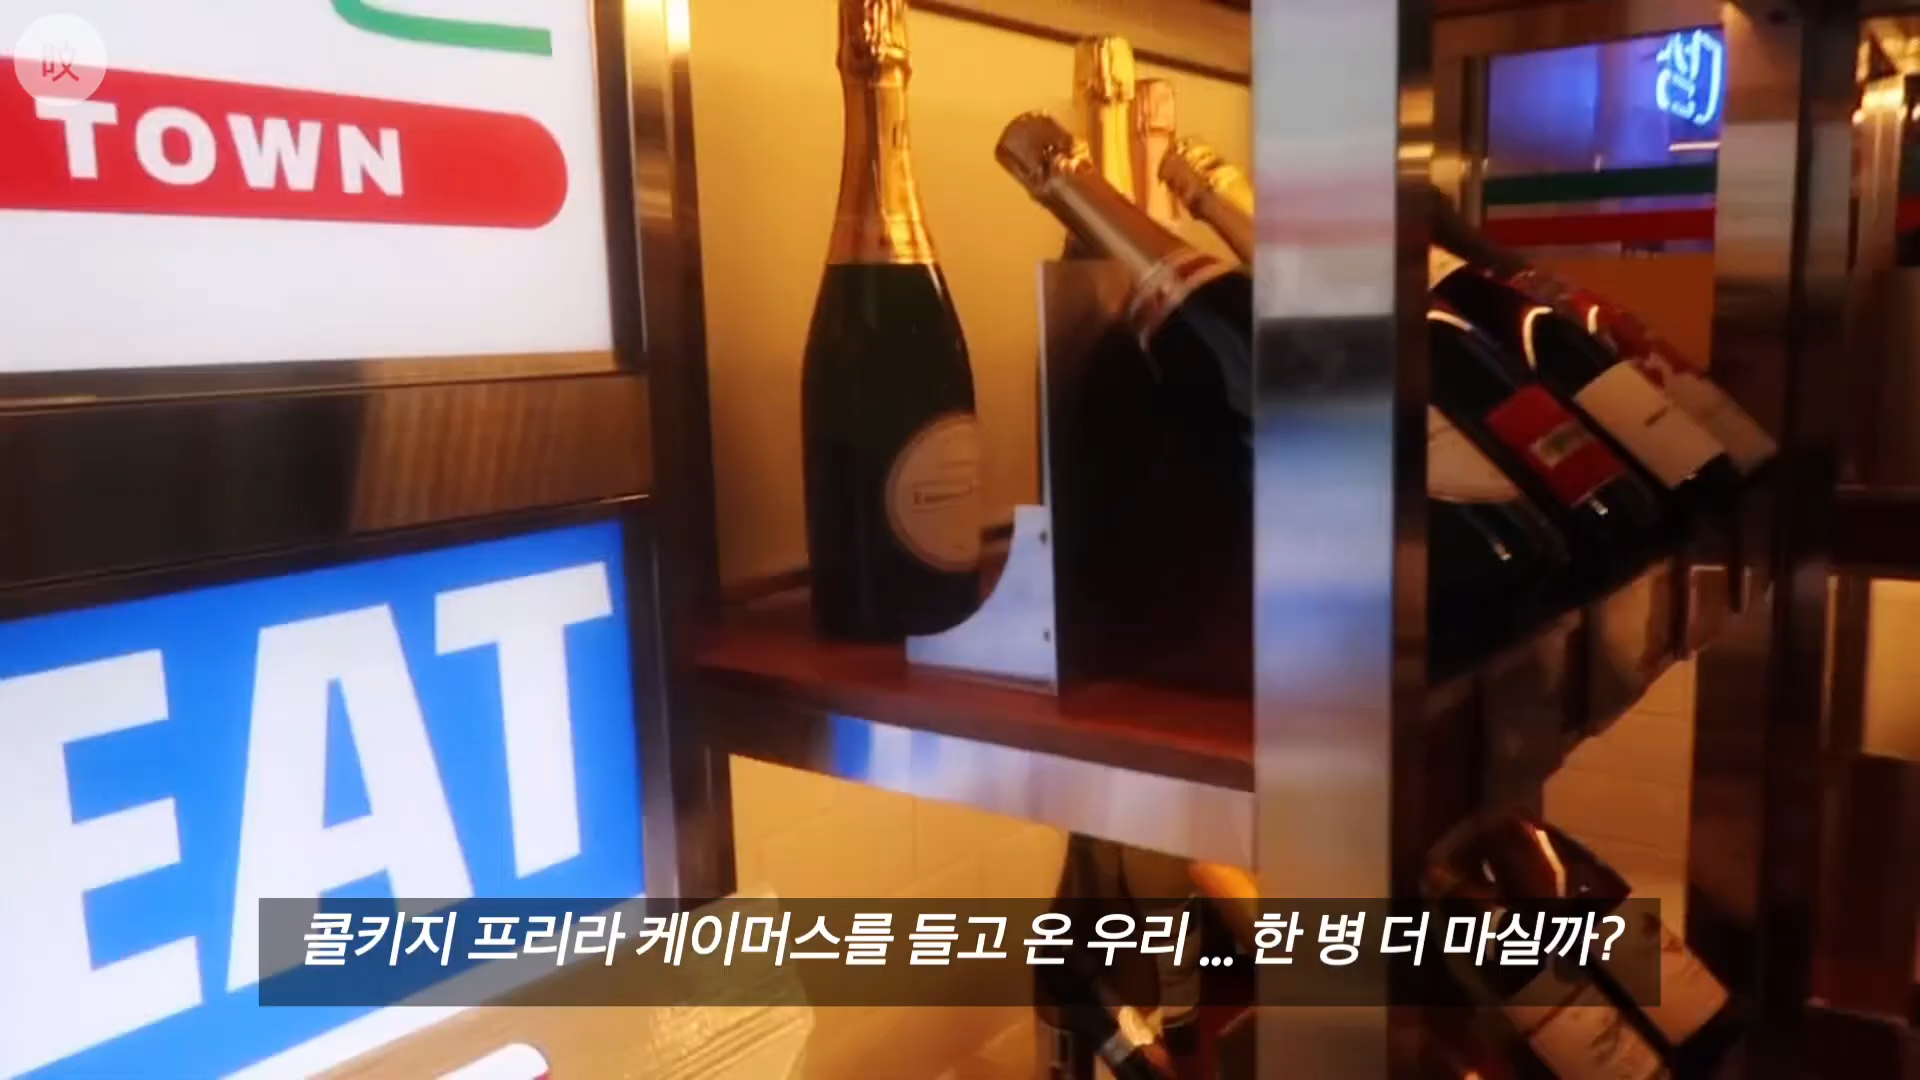 TOWN
EAT
콜키지 프리라 케이머스를 들고 온 우리 ... 한 병 더 마실까?